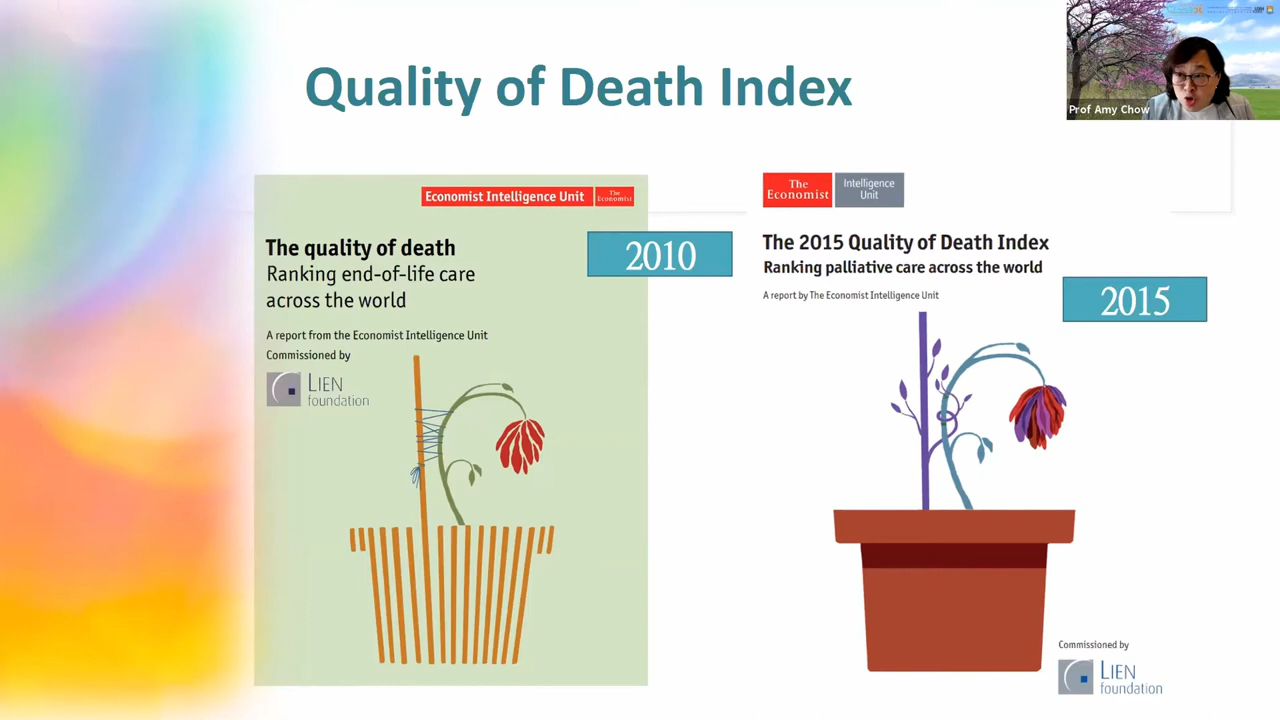 Quality of Death Index
Prof Amy Chow
Economist Intelligence Unit
The
Economist
The quality of death
Ranking end-of-life care
across the world
A report from the Economist Intelligence Unit
Commissioned by
LIEN
foundation
2010
The
Economist
Intelligence
Unit
The 2015 Quality of Death Index
Ranking palliative care across the world
A report by The Economist Intelligence Unit
2015
Commissioned by
LIEN
foundation